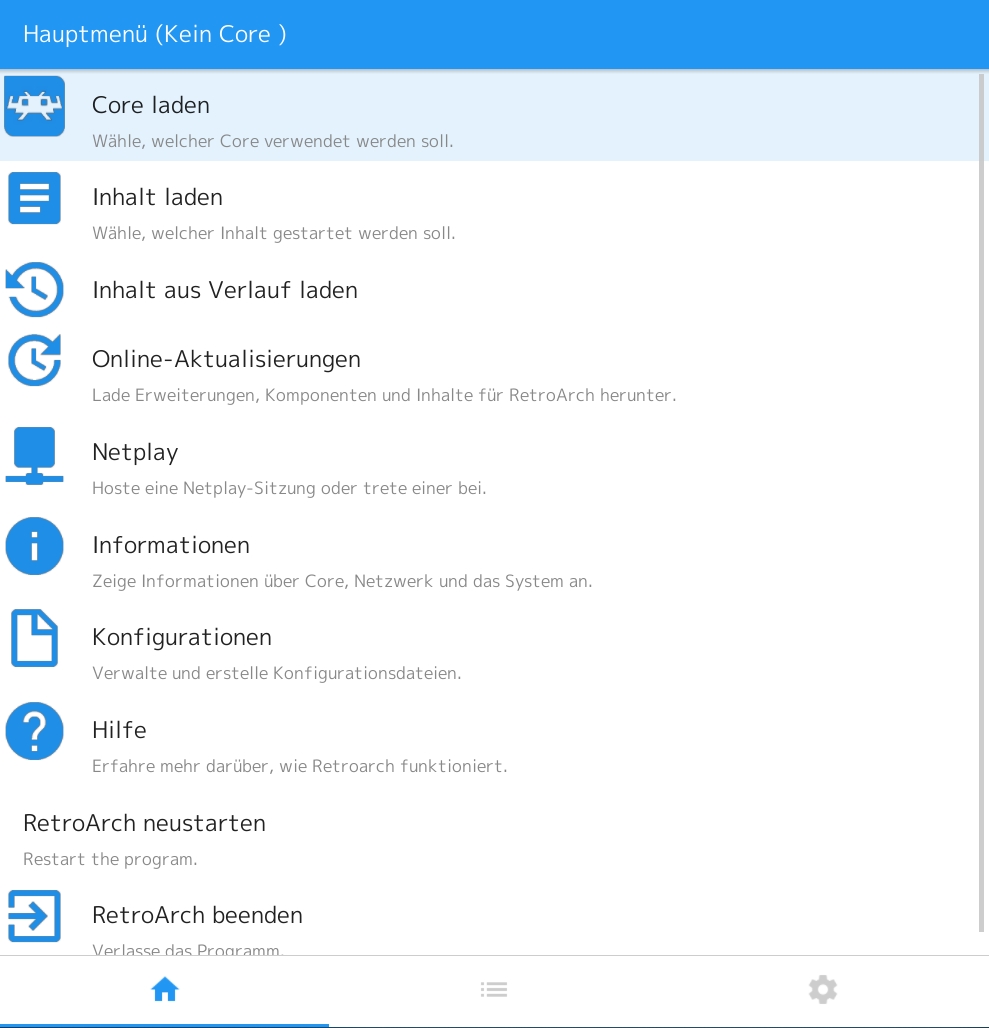 Hauptmenü (Kein Core )
Core laden
Wähle, welcher Core verwendet werden soll.
Inhalt laden
Wähle, welcher Inhalt gestartet werden soll.
Inhalt aus Verlauf laden
Online-Aktualisierungen
Lade Erweiterungen, Komponenten und Inhalte für RetroArch herunter.
Netplay
Hoste eine Netplay-Sitzung oder trete einer bei.
Informationen
Zeige Informationen über Core, Netzwerk und das System an.
Konfigurationen
Verwalte und erstelle Konfigurationsdateien.
Hilfe
Erfahre mehr darüber, wie Retroarch funktioniert.
RetroArch neustarten
Restart the program.
RetroArch beenden
Verlasse das Programm.